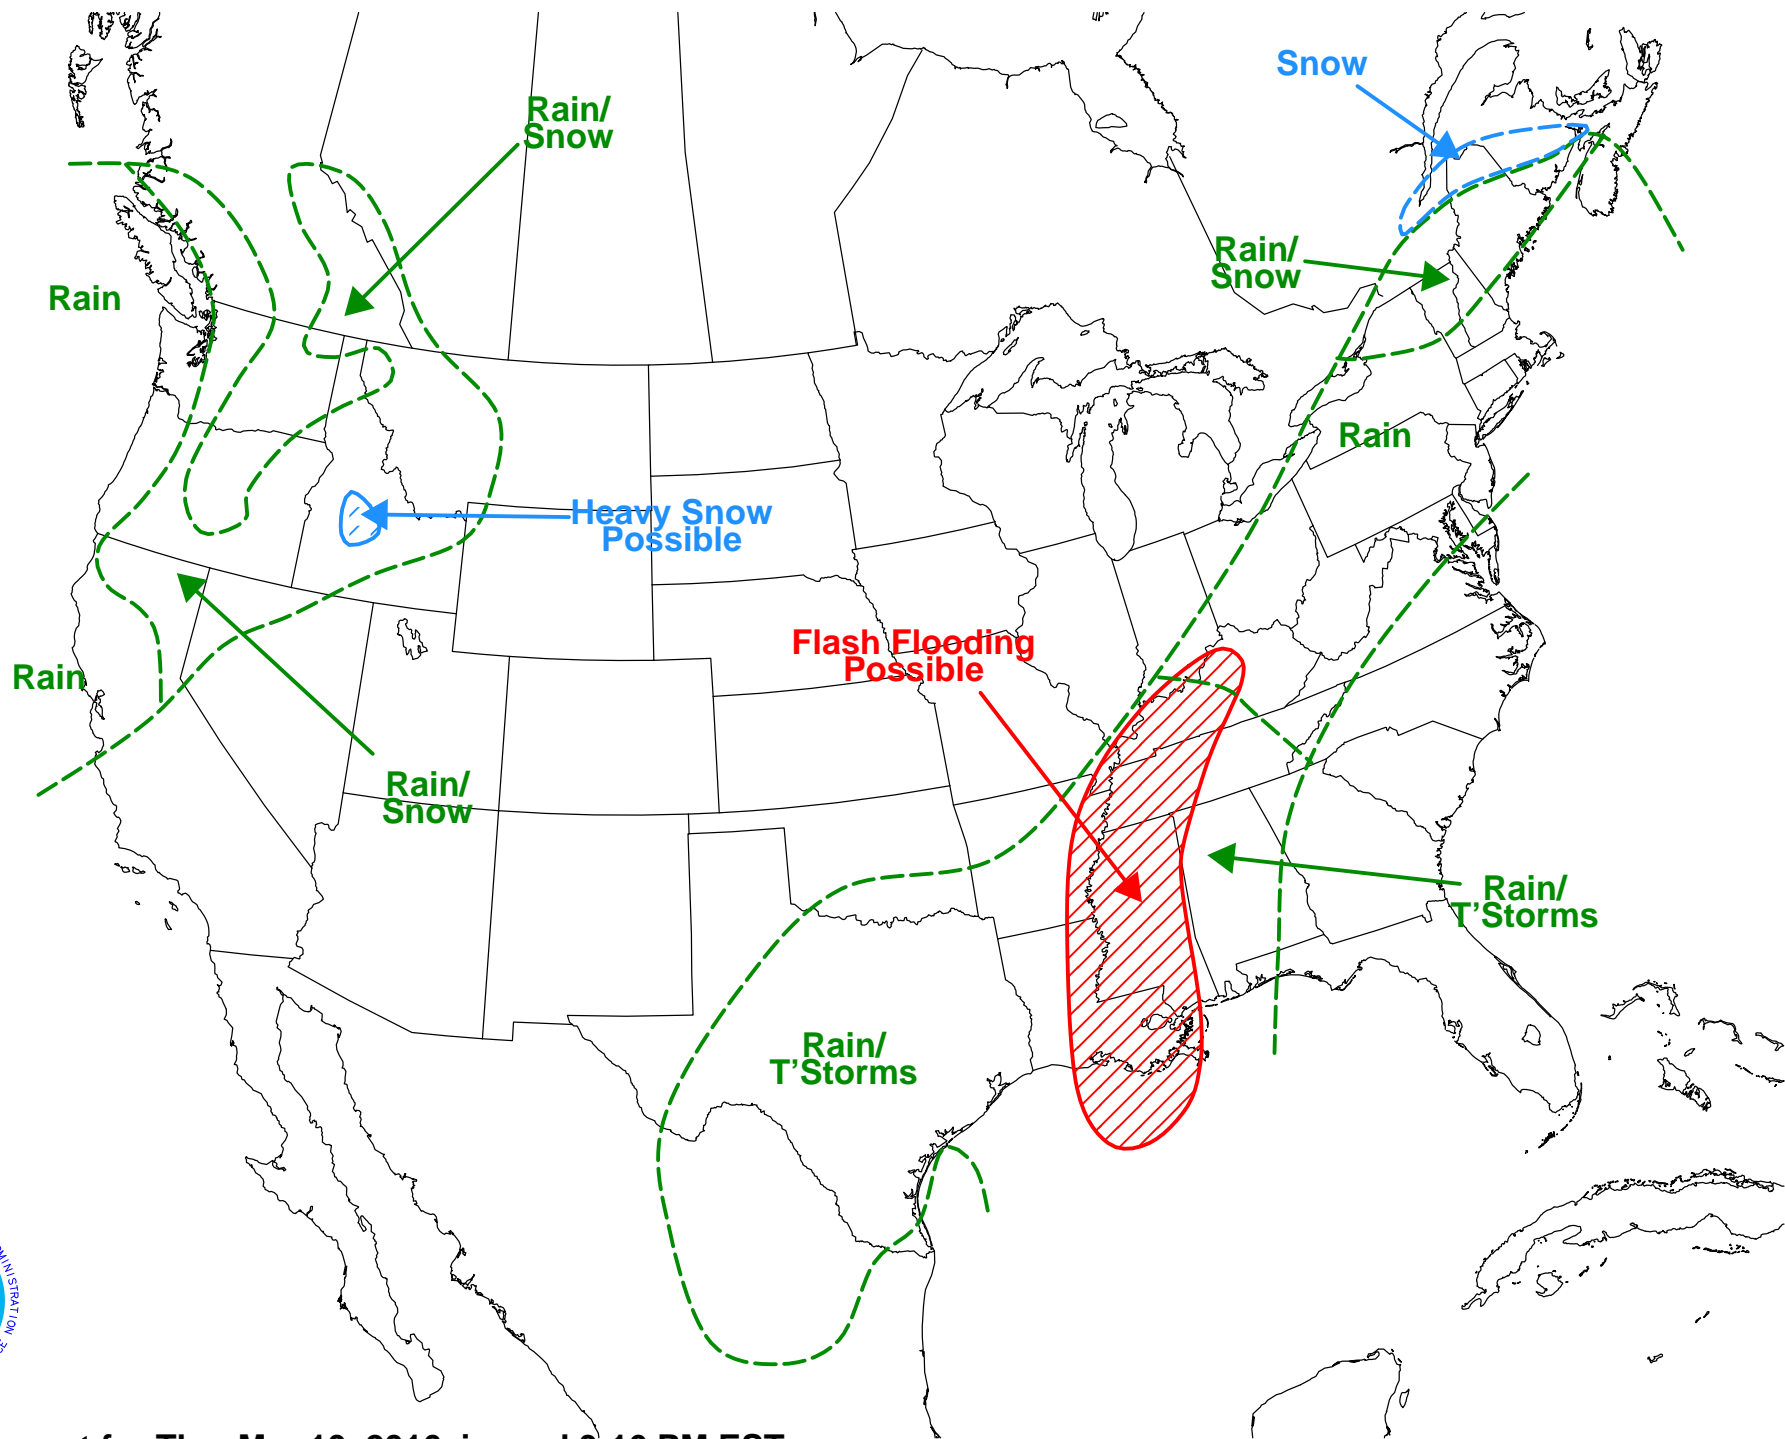 Snow
Rain/
Snow
Rain/
Snow
Rain
Rain
Heavy Snow
Possible
Flash Flooding
Possible
Rain
Rain/
Snow
Rain/
T’Storms
Rain/
T’Storms
MINISTRATION